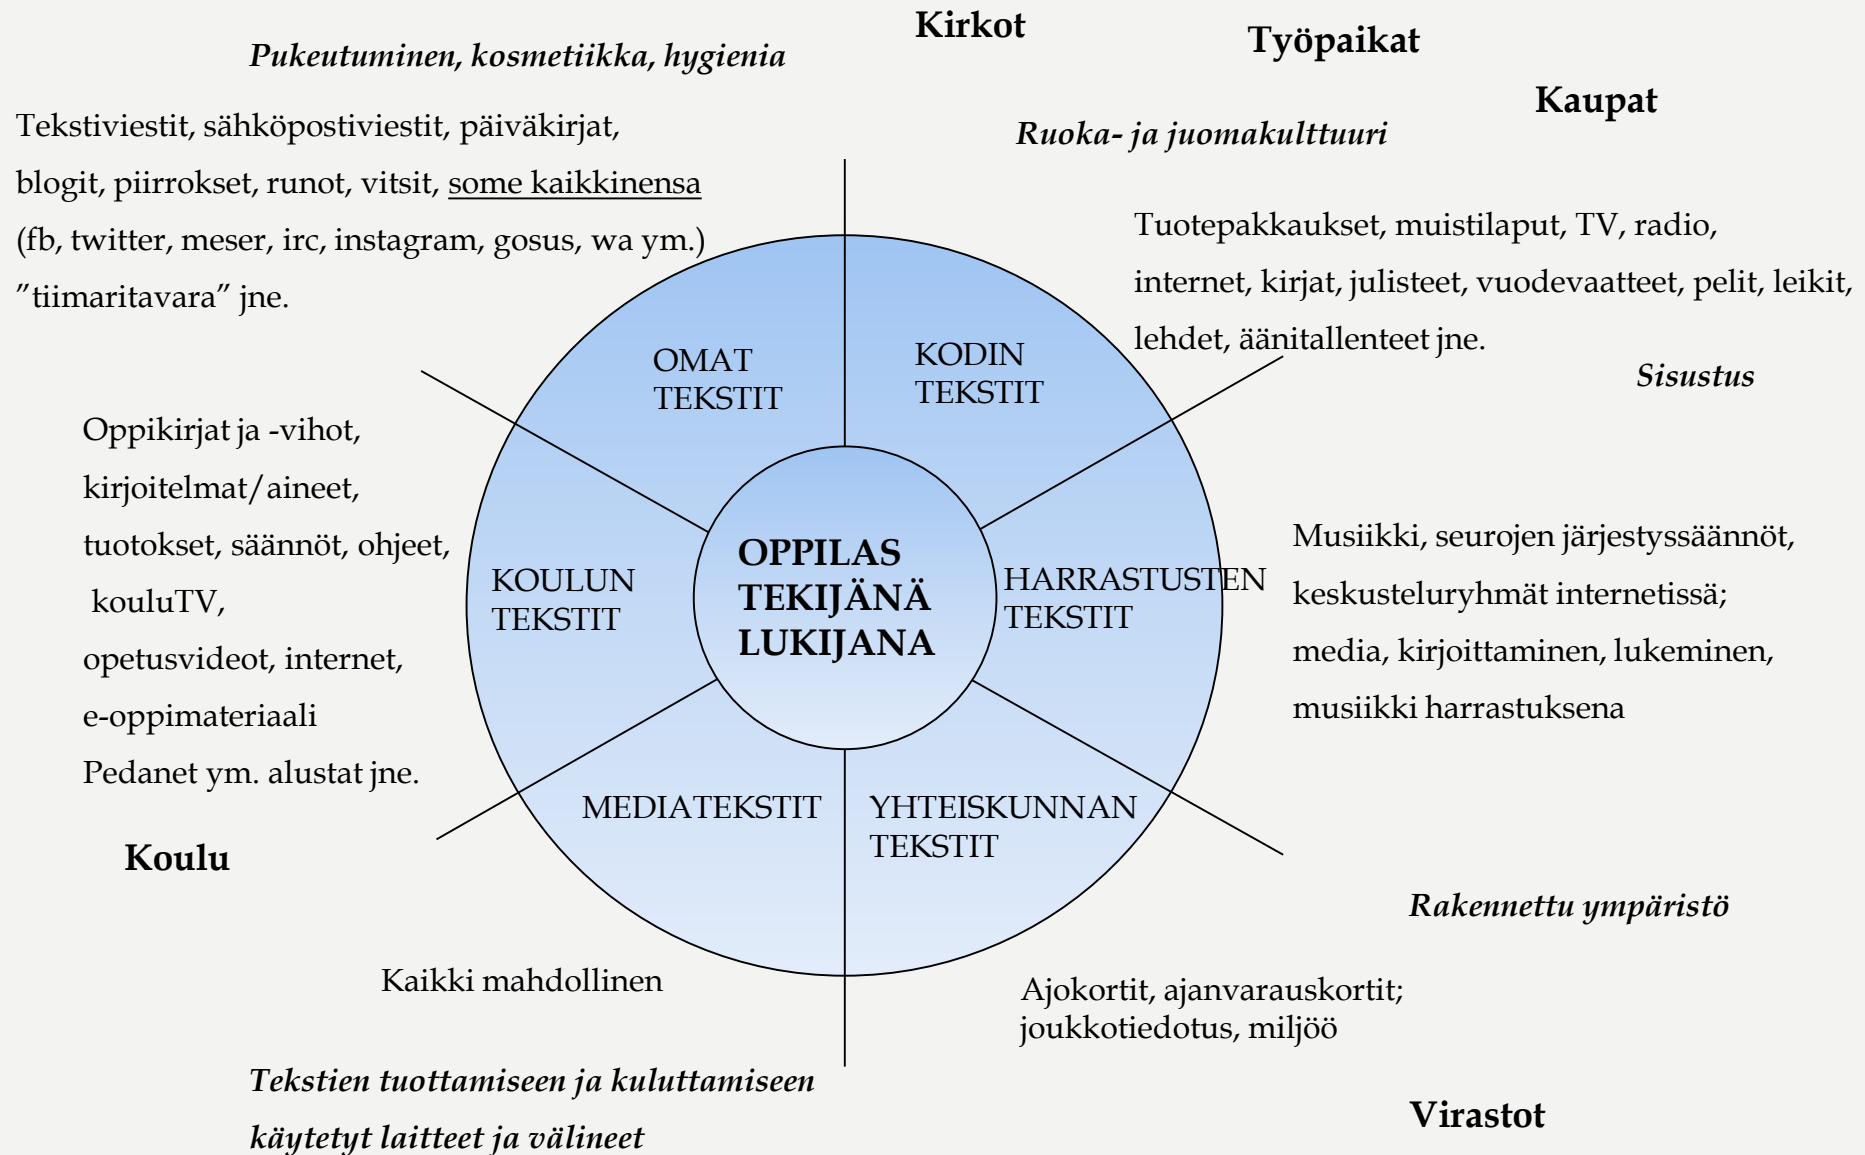 Kirkot
Työpaikat
Pukeutuminen, kosmetiikka, hygienia
Kaupat
Tekstiviestit, sähköpostiviestit, päiväkirjat,
blogit, piirrokset, runot, vitsit, some kaikkinensa
(fb, twitter, meser, irc, instagram, gosus, wa ym.)
”tiimaritavara” jne.
Ruoka- ja juomakulttuuri
Tuotepakkaukset, muistilaput, TV, radio,
internet, kirjat, julisteet, vuodevaatteet, pelit, leikit,
lehdet, äänitallenteet jne.
Sisustus
OMAT
TEKSTIT
KODIN
TEKSTIT
Oppikirjat ja -vihot,
kirjoitelmat/aineet,
tuotokset, säännöt, ohjeet,
kouluTV,
opetusvideot, internet,
e-oppimateriaali
Pedanet ym. alustat jne.
KOULUN
TEKSTIT
OPPILAS
TEKIJÄNÄ
LUKIJANA
HARRASTUSTEN
TEKSTIT
Musiikki, seurojen järjestyssäännöt,
keskusteluryhmät internetissä;
media, kirjoittaminen, lukeminen,
musiikki harrastuksena
MEDIATEKSTIT
YHTEISKUNNAN
TEKSTIT
Koulu
Rakennettu ympäristö
Kaikki mahdollinen
Ajokortit, ajanvarauskortit;
joukkotiedotus, miljöö
Tekstien tuottamiseen ja kuluttamiseen
käytetyt laitteet ja välineet
Virastot